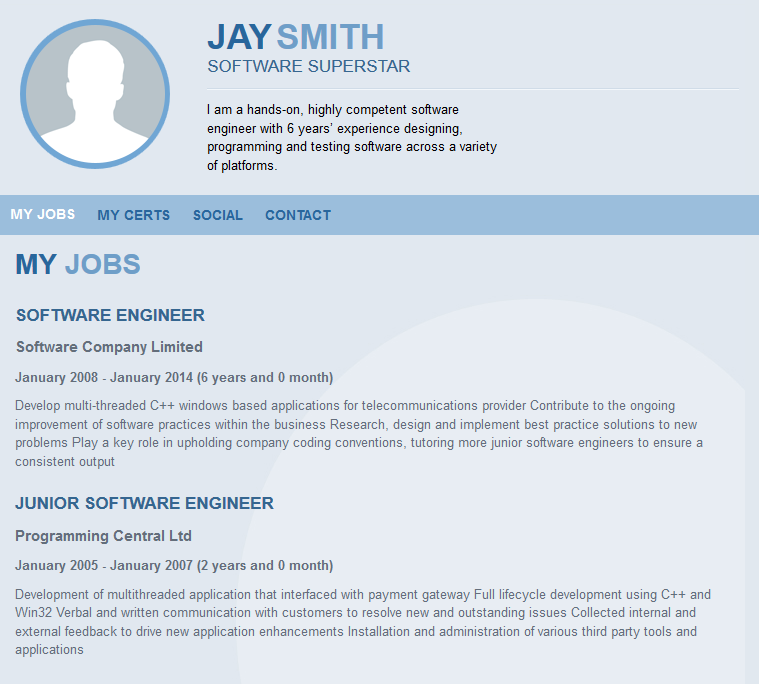 JAY SMITH
SOFTWARE SUPERSTAR
I am a hands-on, highly competent software
engineer with 6 years' experience designing,
programming and testing software across a variety
of platforms.
MY JOBS MY CERTS SOCIAL CONTACT
MY JOBS
SOFTWARE ENGINEER
Software Company Limited
January 2008 - January 2014 (6 years and 0 month)
Develop multi-threaded C++ windows based applications for telecommunications provider Contribute to the ongoing
improvement of software practices within the business Research, design and implement best practice solutions to new
problems Play a key role in upholding company coding conventions, tutoring more junior software engineers to ensure a
consistent output
JUNIOR SOFTWARE ENGINEER
Programming Central Ltd
January 2005 - January 2007 (2 years and 0 month)
Development of multithreaded application that interfaced with payment gateway Full lifecycle development using C++ and
Win32 Verbal and written communication with customers to resolve new and outstanding issues Collected internal and
external feedback to drive new application enhancements Installation and administration of various third party tools and
applications